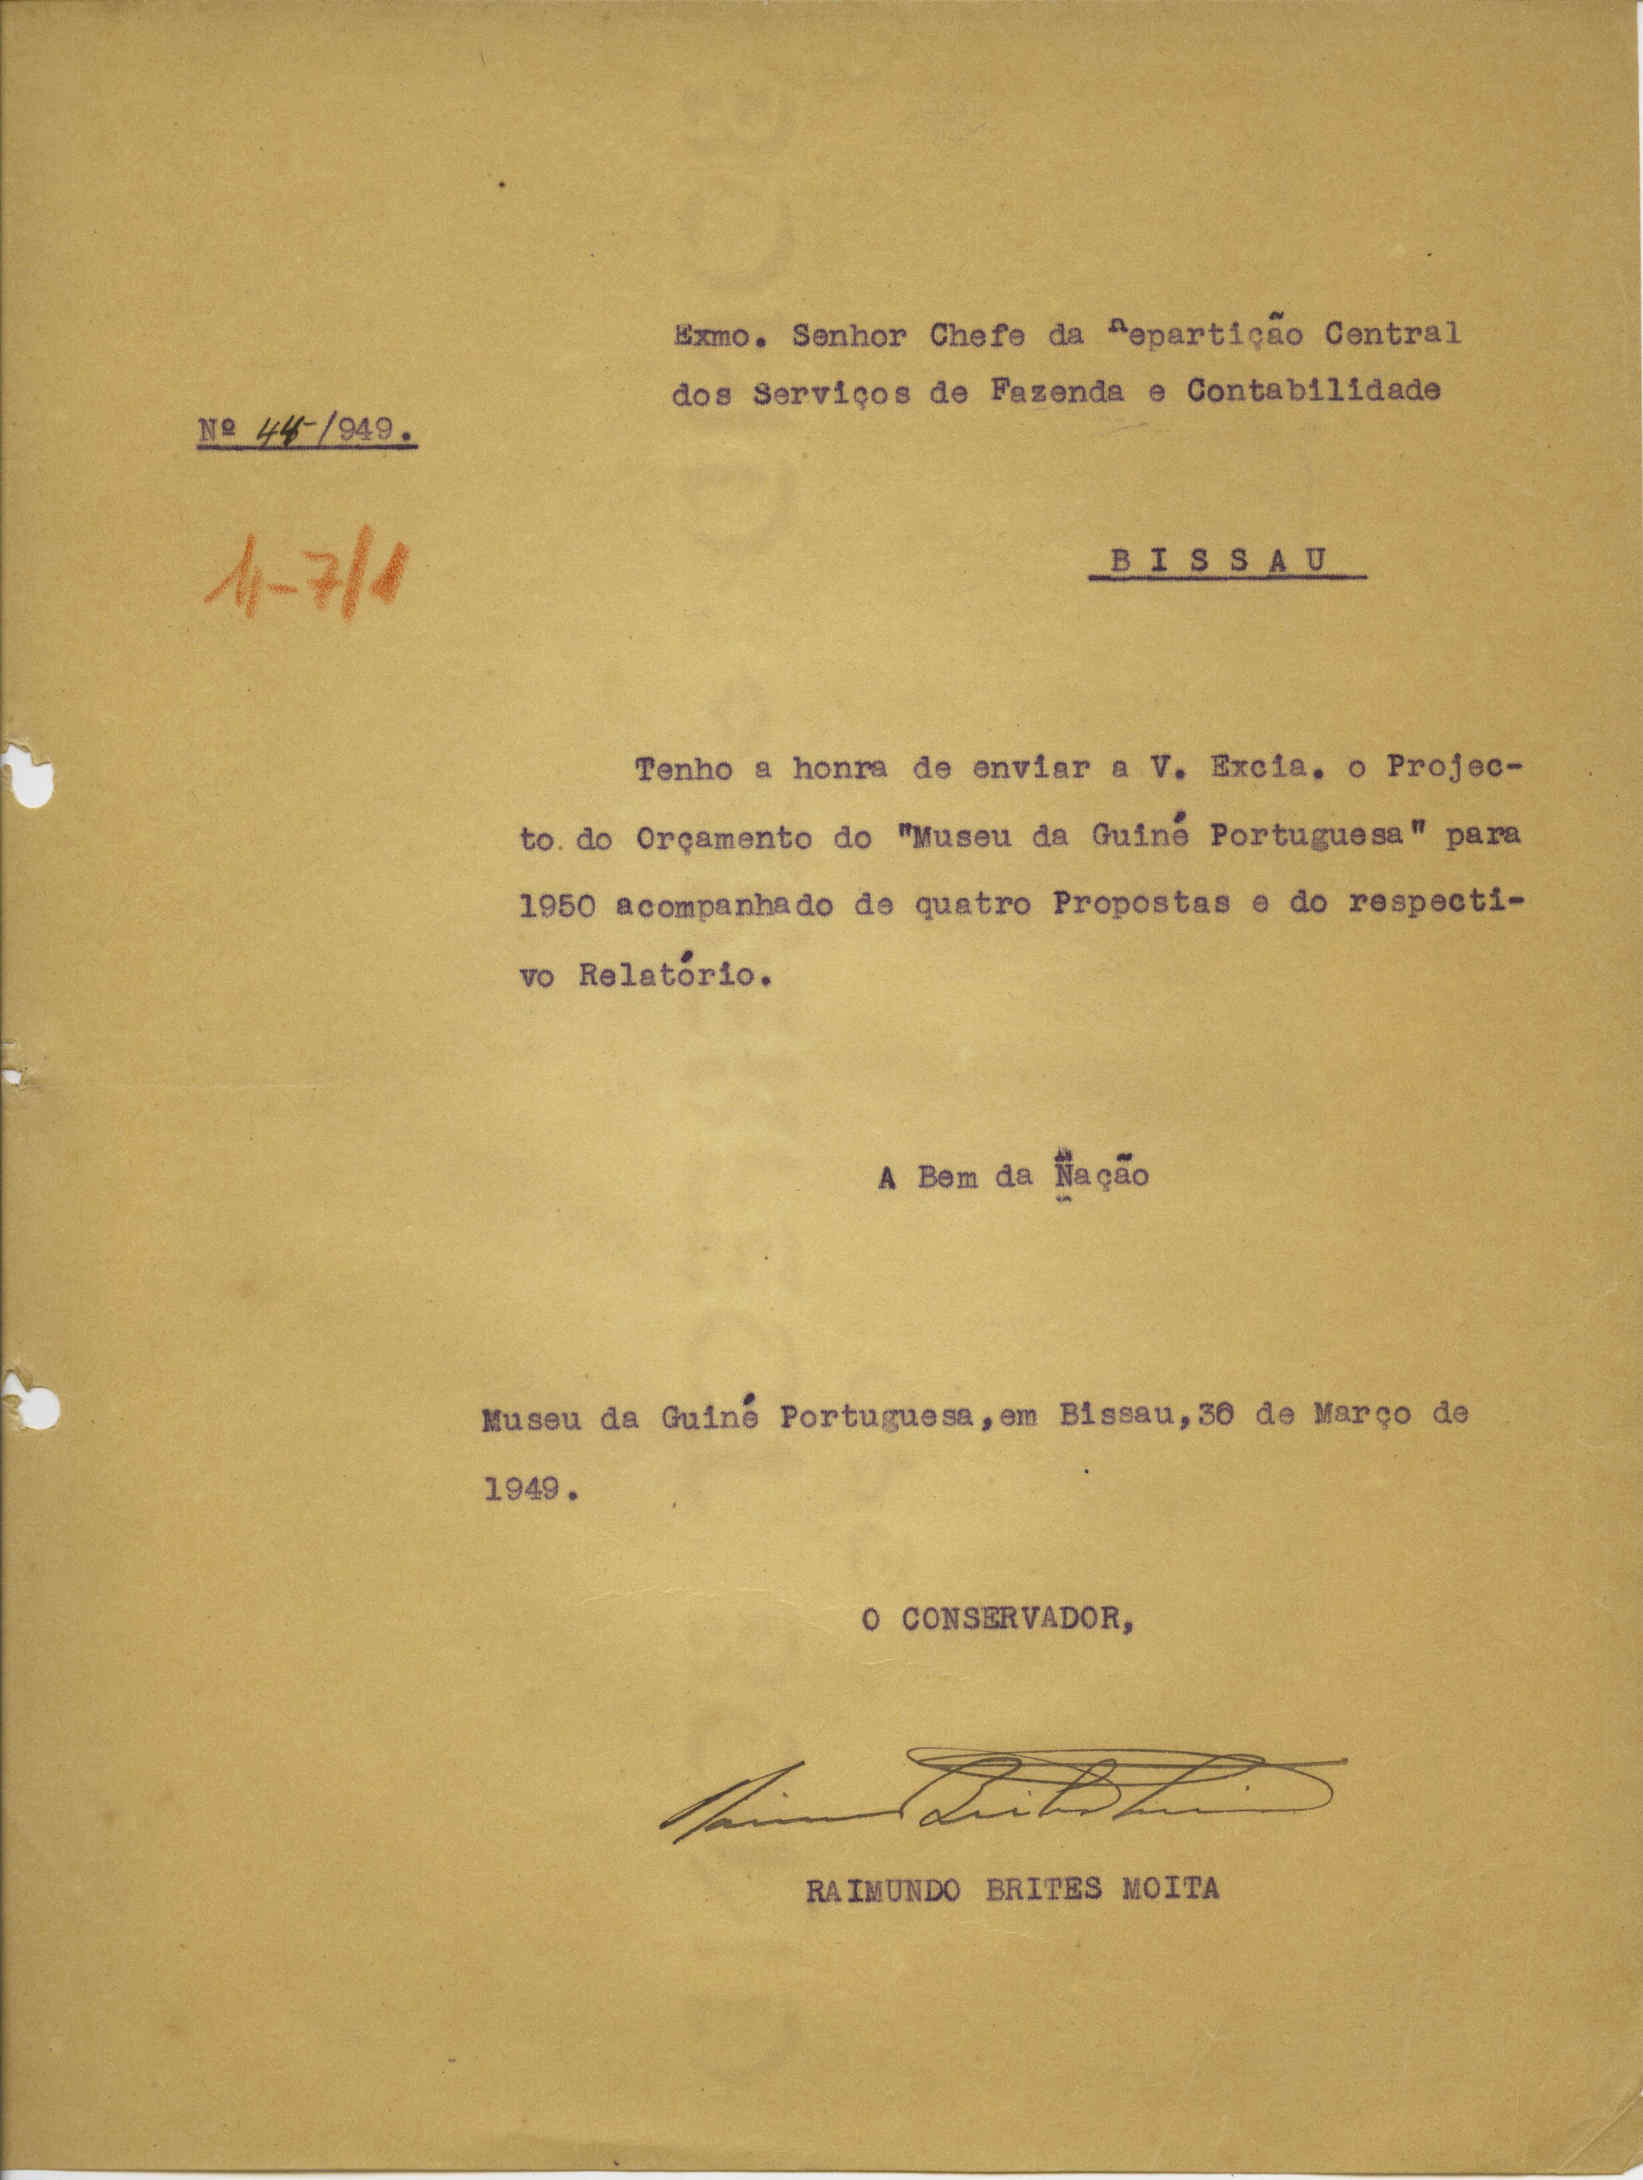 Exmo. Senhor Chefe da Repartição Central
dos Serviços de Fazenda e Contabilidade
Nº /949.
BISSAU
Tenho a honra de enviar a V. Excia. o Projec-
to do Orçamento do "Museu da Guiné Portuguesa" para
1950 acompanhado de quatro Propostas e do respecti-
vo Relatório.
A Bem da Nação
Museu da Guiné Portuguesa,em Bissau,30 de Março de
1949.
O CONSERVADOR,
RAIMUNDO BRITES MOITA